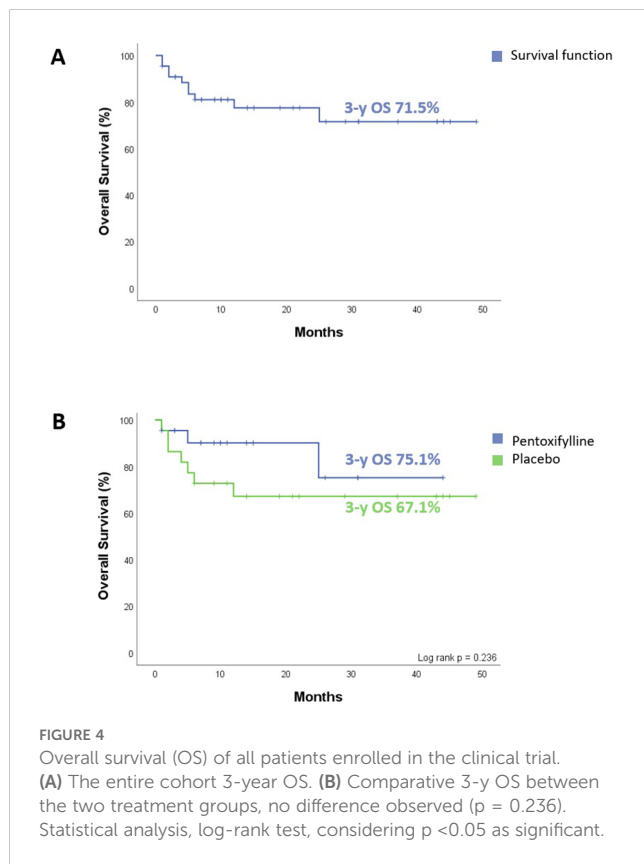 A
Survival function
100
80
60
40
20
0
Overall Survival (%)
3-y OS 71.5%
0 10 20 30 40 50
Months
B
Pentoxifylline
Placebo
100
80
60
40
20
0
Overall Survival (%)
3-y OS 75.1%
3-y OS 67.1%
Log rank p = 0.236
0 10 20 30 40 50
Months
FIGURE 4
Overall survival (OS) of all patients enrolled in the clinical trial.
(A) The entire cohort 3-year OS. (B) Comparative 3-y OS between
the two treatment groups, no difference observed (p = 0.236).
Statistical analysis, log-rank test, considering p <0.05 as significant.